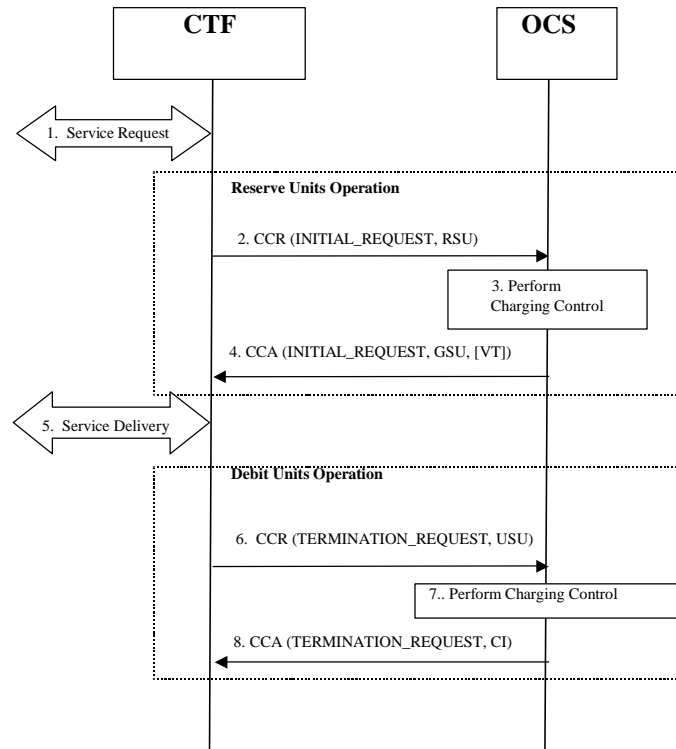 CTF
OCS
1. Service Request
Reserve Units Operation
2. CCR (INITIAL_REQUEST, RSU)
3. Perform
Charging Control
4. CCA (INITIAL_REQUEST, GSU, [VT])
5. Service Delivery
Debit Units Operation
6. CCR (TERMINATION_REQUEST, USU)
7.. Perform Charging Control
8. CCA (TERMINATION_REQUEST, CI)